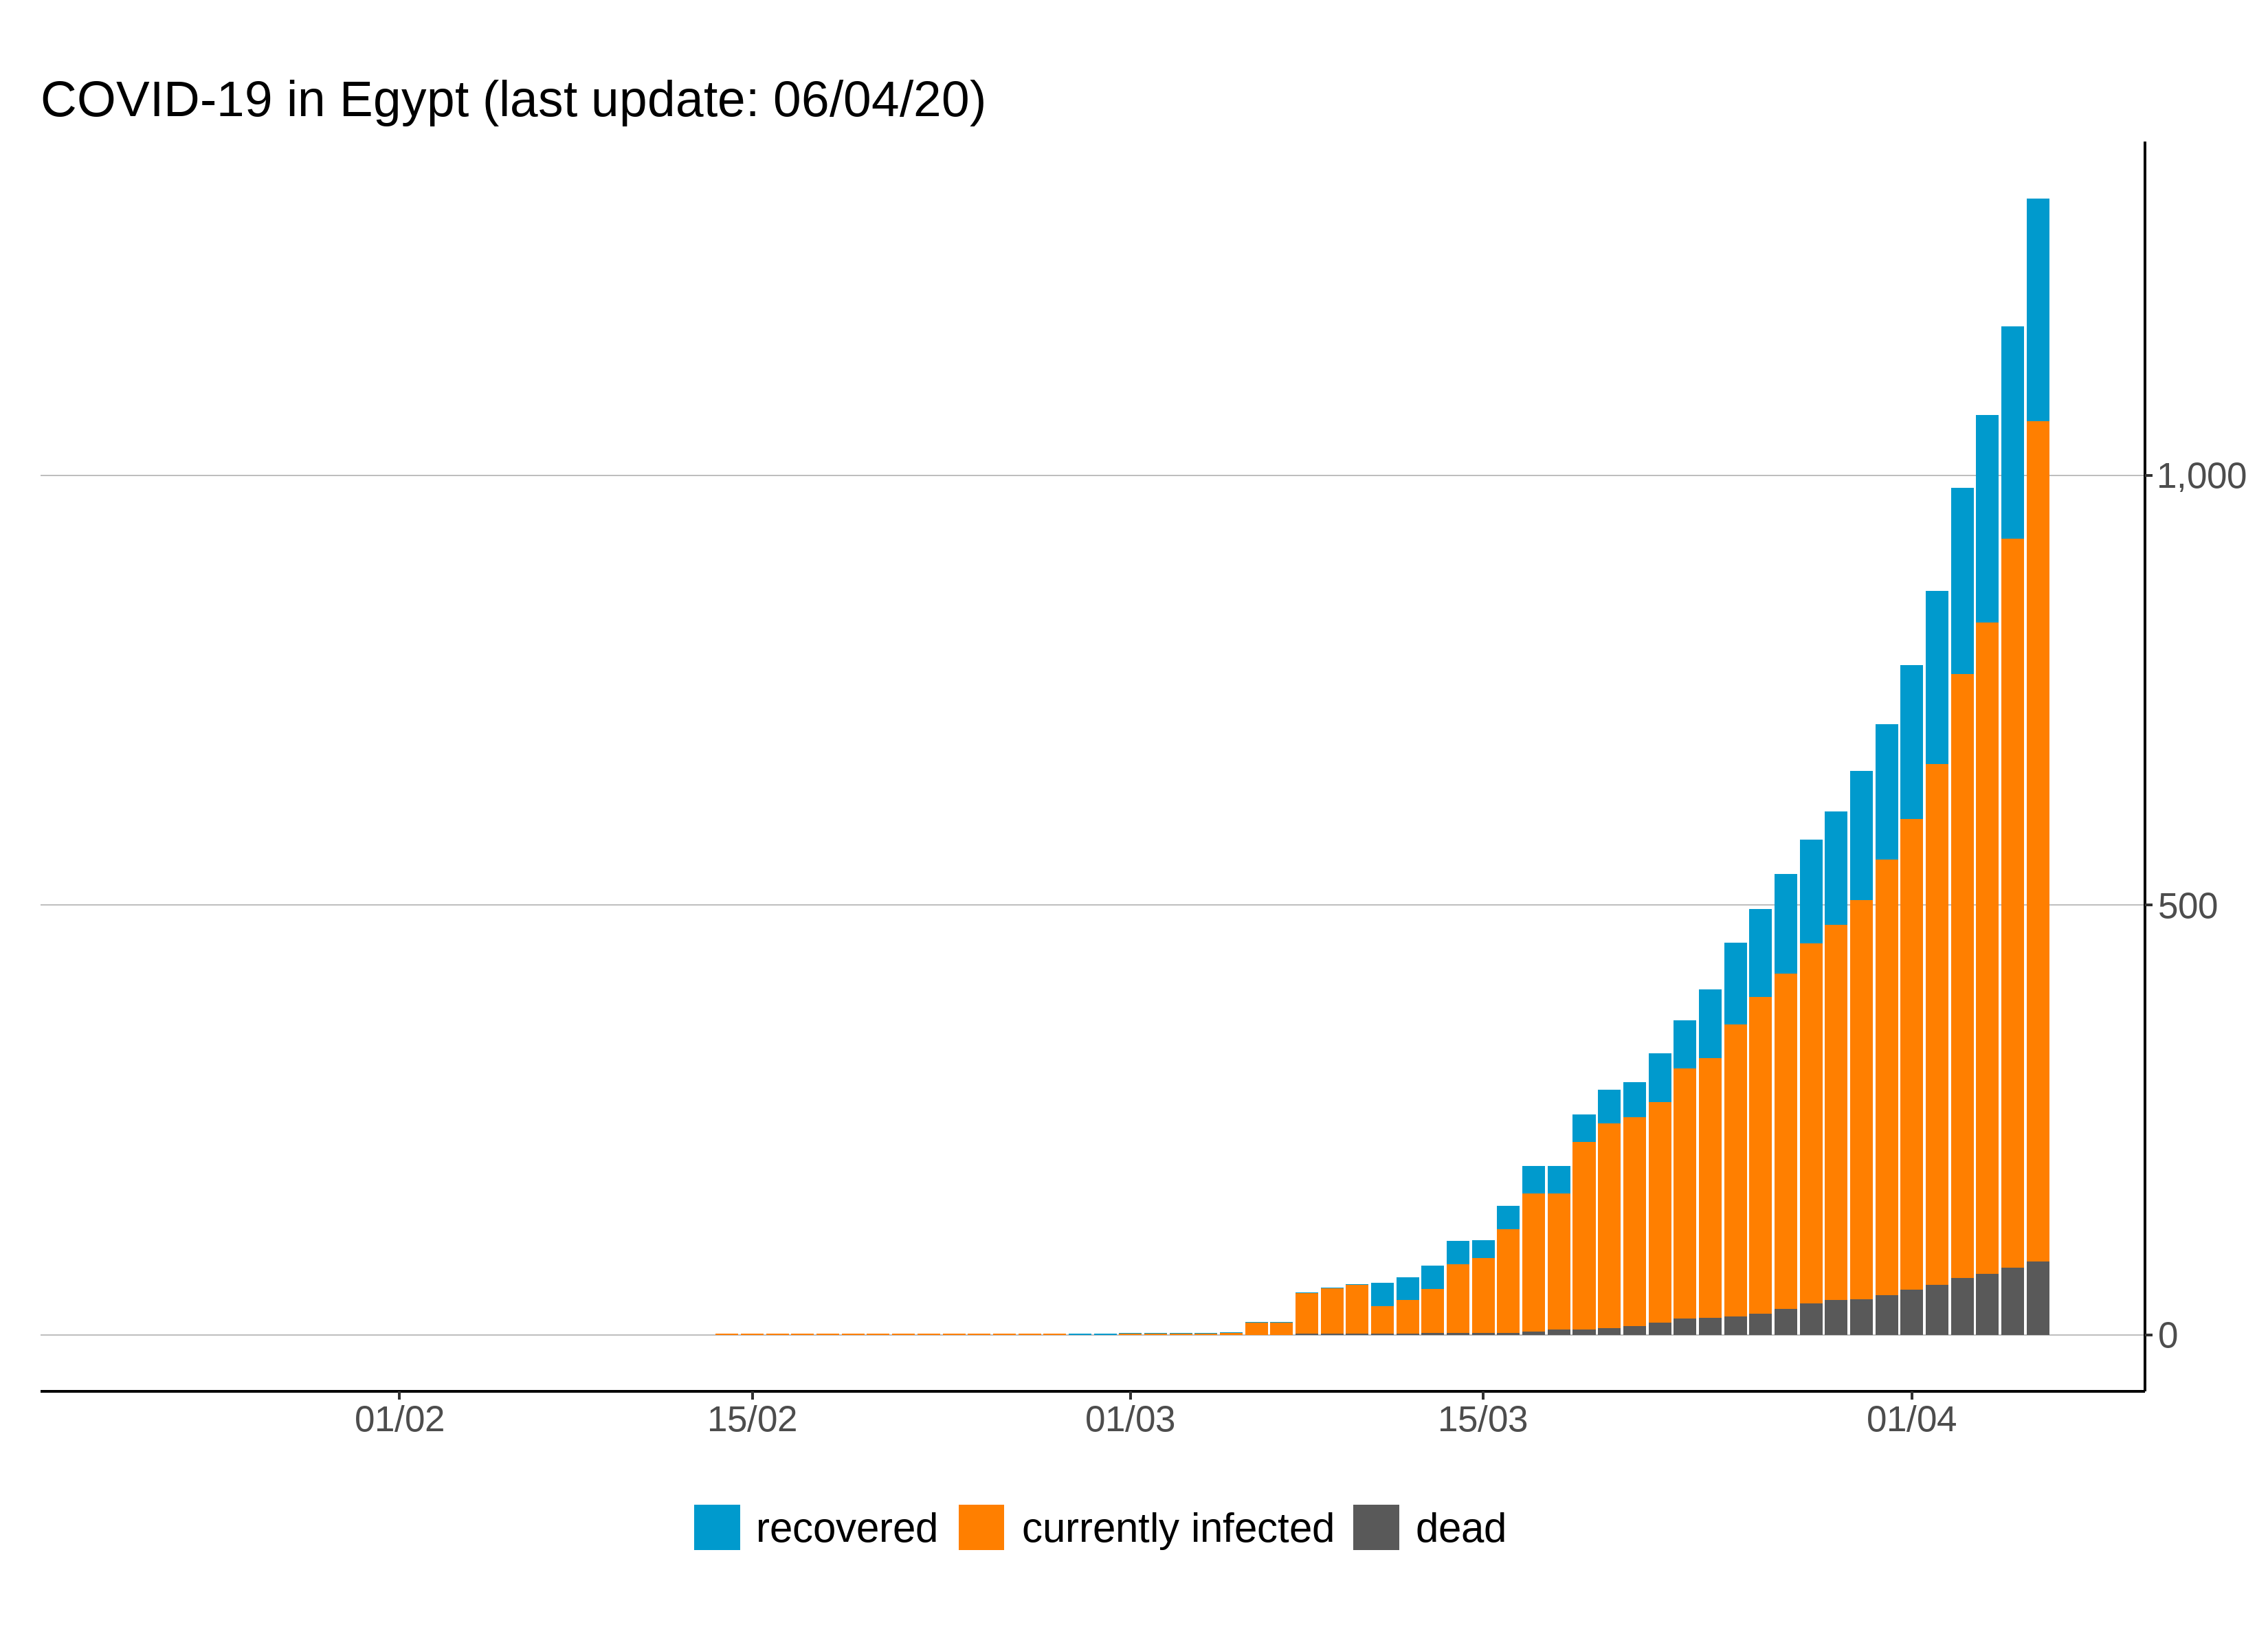 COVID-19 in Egypt (last update: 06/04/20)
1,000
500
0
01/02 15/02 01/03 15/03 01/04
recovered currently infected dead